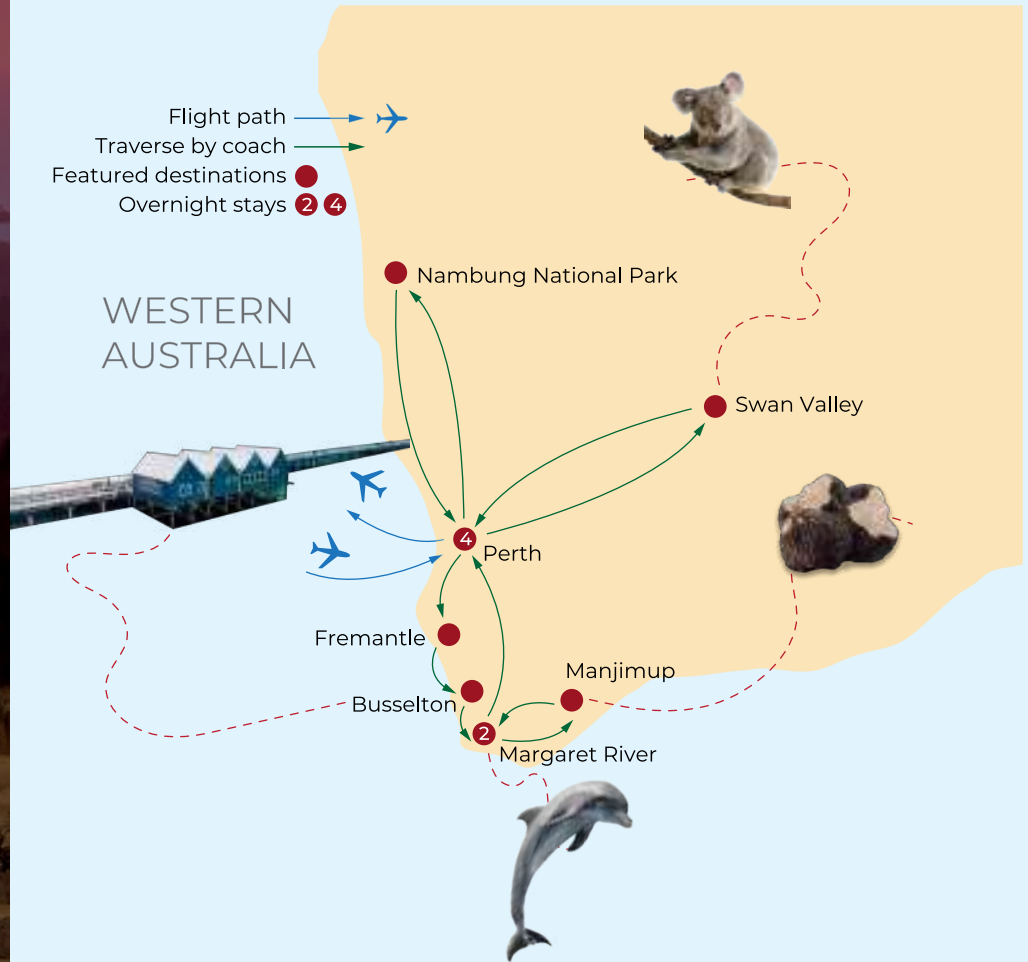 Flight path
Traverse by coach
Featured destinations
Overnight stays 2 4
WESTERN
AUSTRALIA
Nambung National Park
Swan Valley
4
Perth
Fremantle
Manjimup
Busselton
2
Margaret River